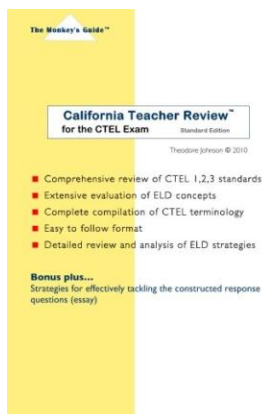 The Monkey's Guide™
California Teacher Review™
for the CTEL Exam Standard Edition
Theodore Johnson © 2010
Comprehensive review of CTEL 1,2,3 standards
Extensive evaluation of ELD concepts
Complete compilation of CTEL terminology
Easy to follow format
Detailed review and analysis of ELD strategies
Bonus plus...
Strategies for effectively tackling the constructed response
questions (essay)